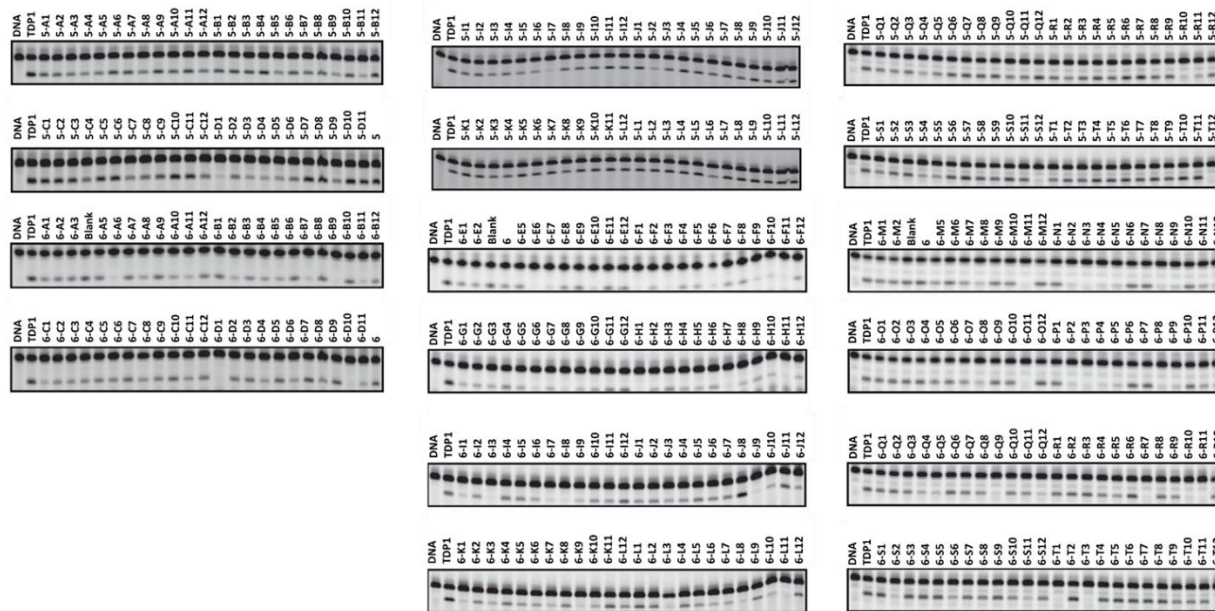 DNA TDP1 5-A1 5-A2 5-A3 5-A4 5-A5 5-A6 5-A7 5-A8 5-A9 5-A10 5-A11 5-A12 5-B1 5-B2 5-B3 5-B4 5-B5 5-B6 5-B7 5-B8 5-B9 5-B10 5-B11 5-B12
DNA TDP1 5-C1 5-C2 5-C3 5-C4 5-C5 5-C6 5-C7 5-C8 5-C9 5-C10 5-C11 5-C12 5-D1 5-D2 5-D3 5-D4 5-D5 5-D6 5-D7 5-D8 5-D9 5-D10 5-D11 5
DNA TDP1 6-A1 6-A2 6-A3 Blank 6-A5 6-A6 6-A7 6-A8 6-A9 6-A10 6-A11 6-A12 6-B1 6-B2 6-B3 6-B4 6-B5 6-B6 6-B7 6-B8 6-B9 6-B10 6-B11 6-B12
DNA TDP1 6-C1 6-C2 6-C3 6-C4 6-C5 6-C6 6-C7 6-C8 6-C9 6-C10 6-C11 6-C12 6-D1 6-D2 6-D3 6-D4 6-D5 6-D6 6-D7 6-D8 6-D9 6-D10 6-D11 6
DNA TDP1 5-I1 5-I2 5-I3 5-I4 5-I5 5-I6 5-I7 5-I8 5-I9 5-I10 5-I11 5-I12 5-J1 5-J2 5-J3 5-J4 5-J5 5-J6 5-J7 5-J8 5-J9 5-J10 5-J11 5-J12
DNA TDP1 5-K1 5-K2 5-K3 5-K4 5-K5 5-K6 5-K7 5-K8 5-K9 5-K10 5-K11 5-L12 5-L1 5-L2 5-L3 5-L4 5-L5 5-L6 5-L7 5-L8 5-L9 5-L10 5-L11 5-L12
DNA TDP1 6-E1 6-E2 Blank 6 6-E5 6-E6 6-E7 6-E8 6-E9 6-E10 6-E11 6-E12 6-F1 6-F2 6-F3 6-F4 6-F5 6-F6 6-F7 6-F8 6-F9 6-F10 6-F11 6-F12
DNA TDP1 6-G1 6-G2 6-G3 6-G4 6-G5 6-G6 6-G7 6-G8 6-G9 6-G10 6-G11 6-G12 6-H1 6-H2 6-H3 6-H4 6-H5 6-H6 6-H7 6-H8 6-H9 6-H10 6-H11 6-H12
DNA TDP1 6-I1 6-I2 6-I3 6-I4 6-I5 6-I6 6-I7 6-I8 6-I9 6-I10 6-I11 6-I12 6-J1 6-J2 6-J3 6-J4 6-J5 6-J6 6-J7 6-J8 6-J9 6-J10 6-J11 6-J12
DNA TDP1 6-K1 6-K2 6-K3 6-K4 6-K5 6-K6 6-K7 6-K8 6-K9 6-K10 6-K11 6-L12 6-L1 6-L2 6-L3 6-L4 6-L5 6-L6 6-L7 6-L8 6-L9 6-L10 6-L11 6-L12
DNA TDP1 5-Q1 5-Q2 5-Q3 5-Q4 5-Q5 5-Q6 5-Q7 5-Q8 5-Q9 5-Q10 5-Q11 5-Q12 5-R1 5-R2 5-R3 5-R4 5-R5 5-R6 5-R7 5-R8 5-R9 5-R10 5-R11 5-R12
DNA TDP1 5-S1 5-S2 5-S3 5-S4 5-S5 5-S6 5-S7 5-S8 5-S9 5-S10 5-S11 5-S12 5-T1 5-T2 5-T3 5-T4 5-T5 5-T6 5-T7 5-T8 5-T9 5-T10 5-T11 5-T12
DNA TDP1 6-M1 6-M2 Blank 6 6-M5 6-M6 6-M7 6-M8 6-M9 6-M10 6-M11 6-M12 6-N1 6-N2 6-N3 6-N4 6-N5 6-N6 6-N7 6-N8 6-N9 6-N10 6-N11
DNA TDP1 6-O1 6-O2 6-O3 6-O4 6-O5 6-O6 6-O7 6-O8 6-O9 6-O10 6-O11 6-O12 6-P1 6-P2 6-P3 6-P4 6-P5 6-P6 6-P7 6-P8 6-P9 6-P10 6-P11
DNA TDP1 6-Q1 6-Q2 6-Q3 6-Q4 6-Q5 6-Q6 6-Q7 6-Q8 6-Q9 6-Q10 6-Q11 6-Q12 6-R1 6-R2 6-R3 6-R4 6-R5 6-R6 6-R7 6-R8 6-R9 6-R10 6-R11
DNA TDP1 6-S1 6-S2 6-S3 6-S4 6-S5 6-S6 6-S7 6-S8 6-S9 6-S10 6-S11 6-S12 6-T1 6-T2 6-T3 6-T4 6-T5 6-T6 6-T7 6-T8 6-T9 6-T10 6-T11